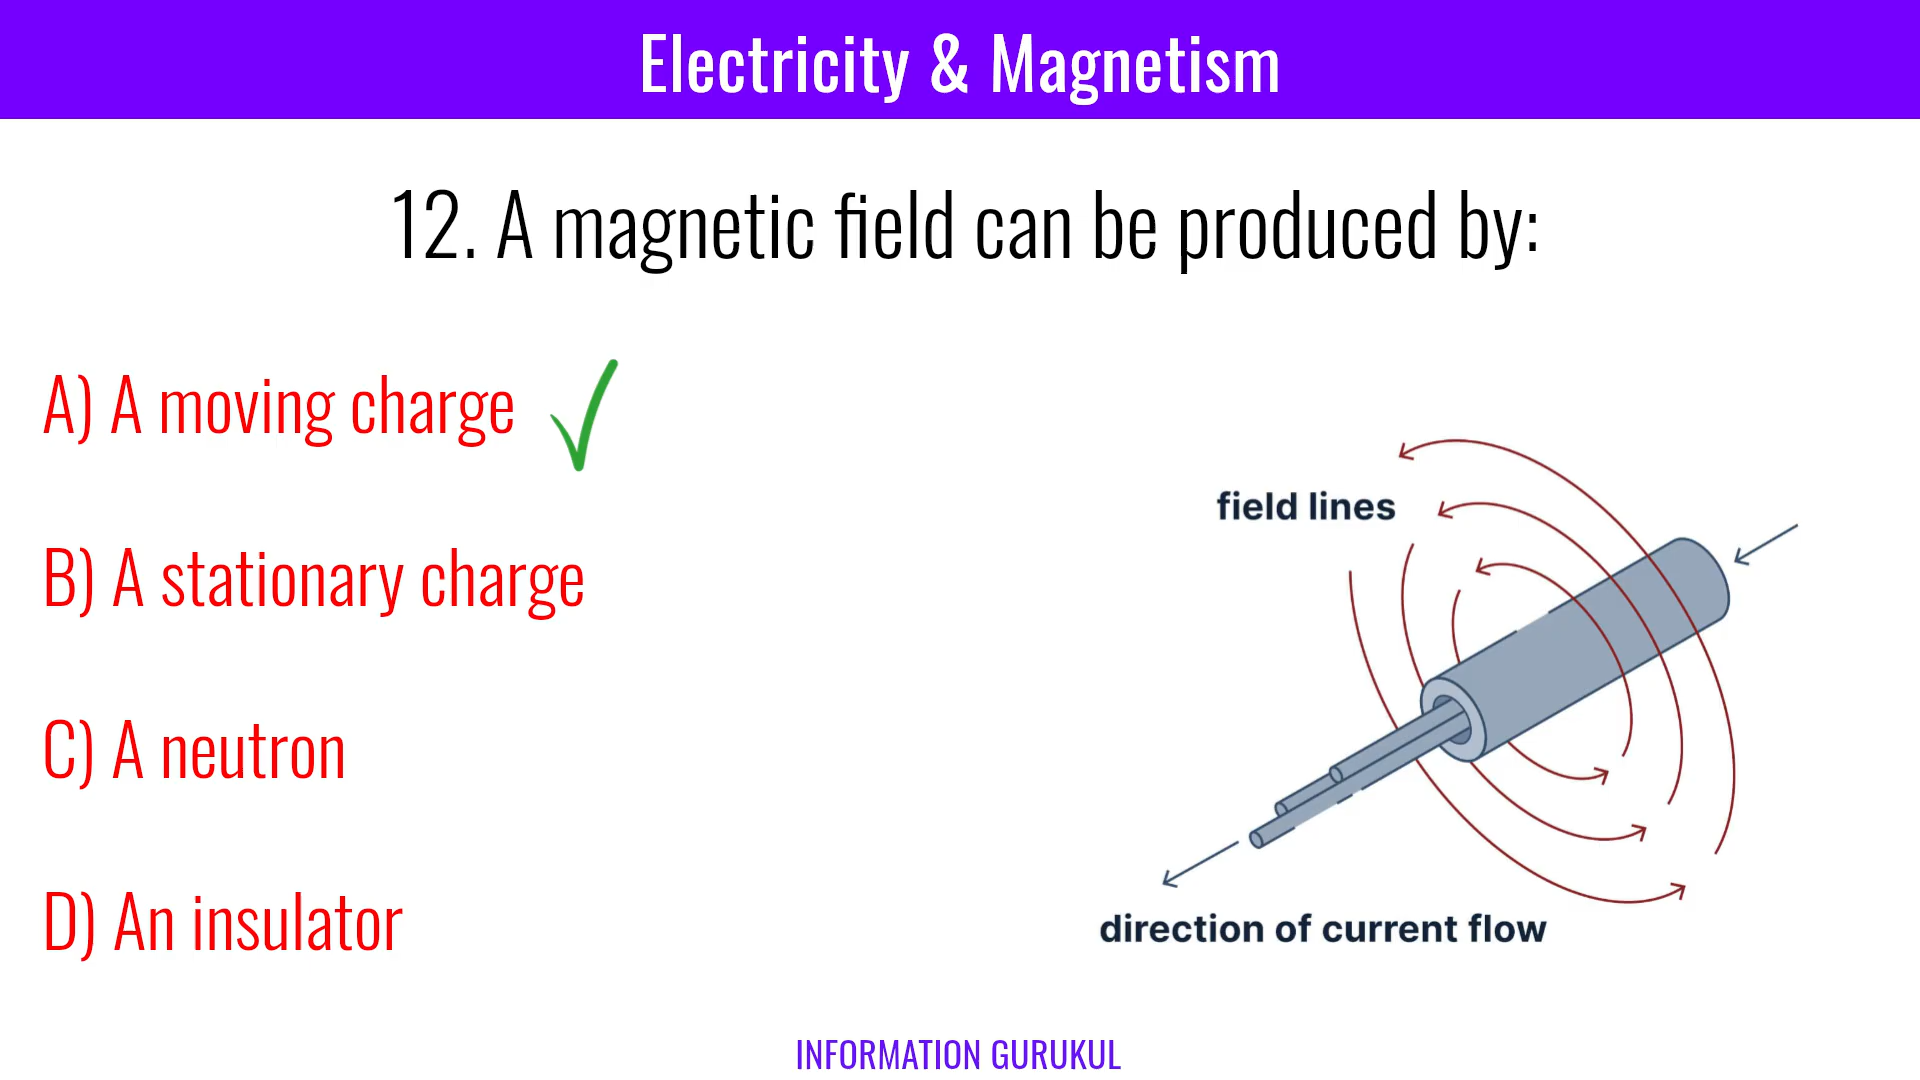 Electricity & Magnetism
12. A magnetic field can be produced by:
A) A moving charge
B) A stationary charge
C) A neutron
D) An insulator
field lines
direction of current flow
INFORMATION GURUKUL